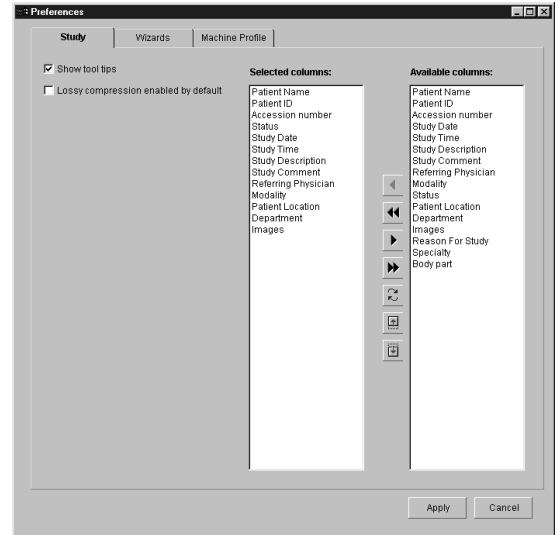 Preferences
Study
Wizards
Machine Profile
Show tool tips
Lossy compression enabled by default
Selected columns:
Patient Name
Patient ID
Accession number
Status
Study Date
Study Time
Study Description
Study Comment
Referring Physician
Modality
Patient Location
Department
Images
Available columns:
Patient Name
Patient ID
Accession number
Study Date
Study Time
Study Description
Study Comment
Referring Physician
Modality
Status
Patient Location
Department
Images
Reason For Study
Specialty
Body part
Apply
Cancel